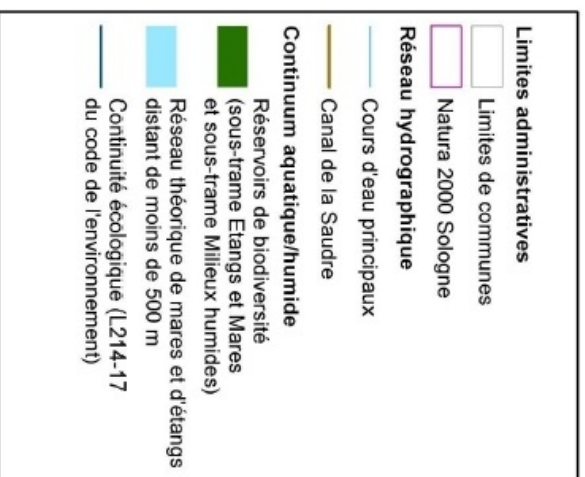 Limites administratives
Limites de communes
Natura 2000 Sologne
Réseau hydrographique
Cours d'eau principaux
Canal de la Saudre
Continuum aquatique/humide
Réservoirs de biodiversité
(sous-trame Etangs et Mares
et sous-trame Milieux humides)
Réseau théorique de mares et d'étangs
distant de moins de 500 m
Continuité écologique (L214-17
du code de l'environnement)